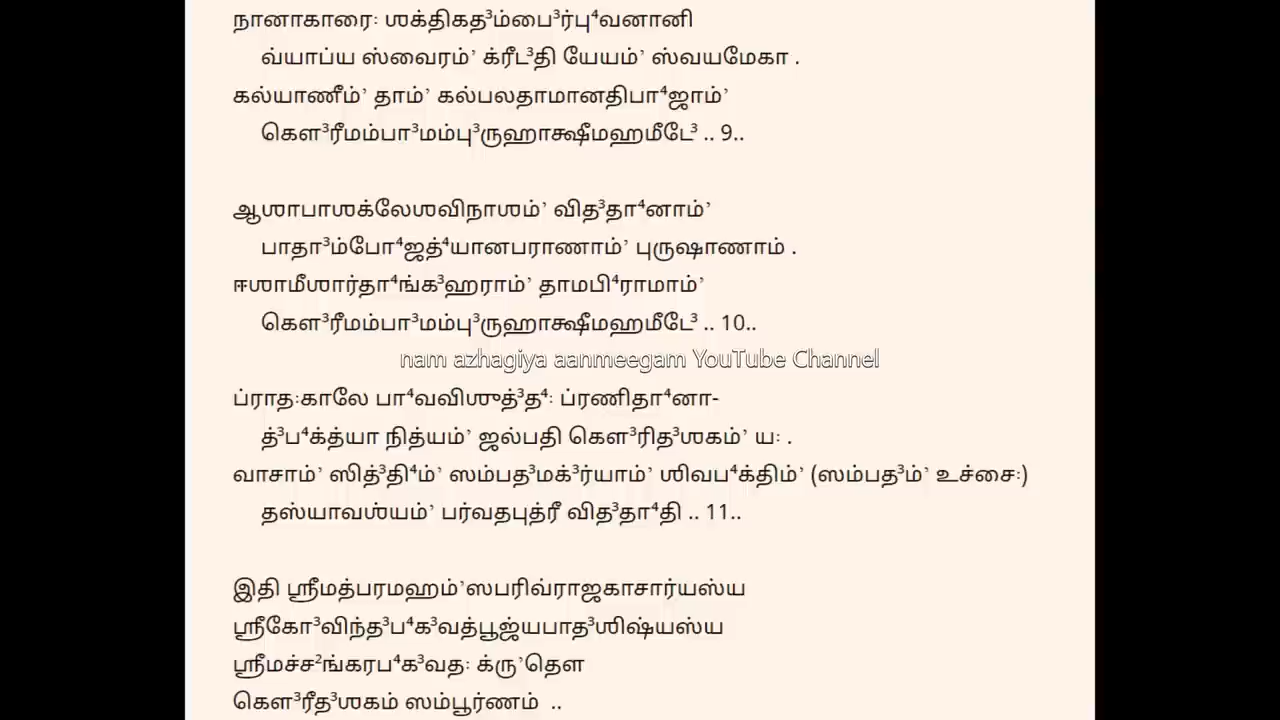 நானாகாரை: ஶக்திகத³ம்பை³ர்பு⁴வனானி
வ்யாப்ய ஸ்வைரம்ʼ க்ரீட³தி யேயம்ʼ ஸ்வயமேகா .
கல்யாணீம்ʼ தாம்ʼ கல்பலதாமானதிபா⁴ஜாம்ʼ
கௌ³ரீமம்பா³மம்பு³ருஹாக்ஷீமஹமீடே³ .. 9..
ஆஶாபாஶக்லேஶவிநாஶம்ʼ வித³தா⁴னாம்ʼ
பாதா³ம்போ⁴ஜத்⁴யானபராணாம்ʼ புருஷாணாம் .
ஈஶாமீஶார்தா⁴ங்க³ஹராம்ʼ தாமபி⁴ராமாம்ʼ
கௌ³ரீமம்பா³மம்பு³ருஹாக்ஷீமஹமீடே³ .. 10..
nam azhagiya aanmeegam YouTube Channel
ப்ராத:காலே பா⁴வவிஶுத்³த⁴: ப்ரணிதா⁴னா-
த்³ப⁴க்த்யா நித்யம்ʼ ஜல்பதி கௌ³ரித³ஶகம்ʼ ய: .
வாசாம்ʼ ஸித்³தி⁴ம்ʼ ஸம்பத³மக்³ர்யாம்ʼ ஶிவப⁴க்திம்ʼ (ஸம்பத³ம்ʼ உச்சை:)
தஸ்யாவஶ்யம்ʼ பர்வதபுத்ரீ வித³தா⁴தி .. 11..
இதி ஶ்ரீமத்பரமஹம்ʼஸபரிவ்ராஜகாசார்யஸ்ய
ஶ்ரீகோ³விந்த³ப⁴க³வத்பூஜ்யபாத³ஶிஷ்யஸ்ய
ஶ்ரீமச்ச²ங்கரப⁴க³வத: க்ருʼதௌ
கௌ³ரீத³ஶகம் ஸம்பூர்ணம் ..